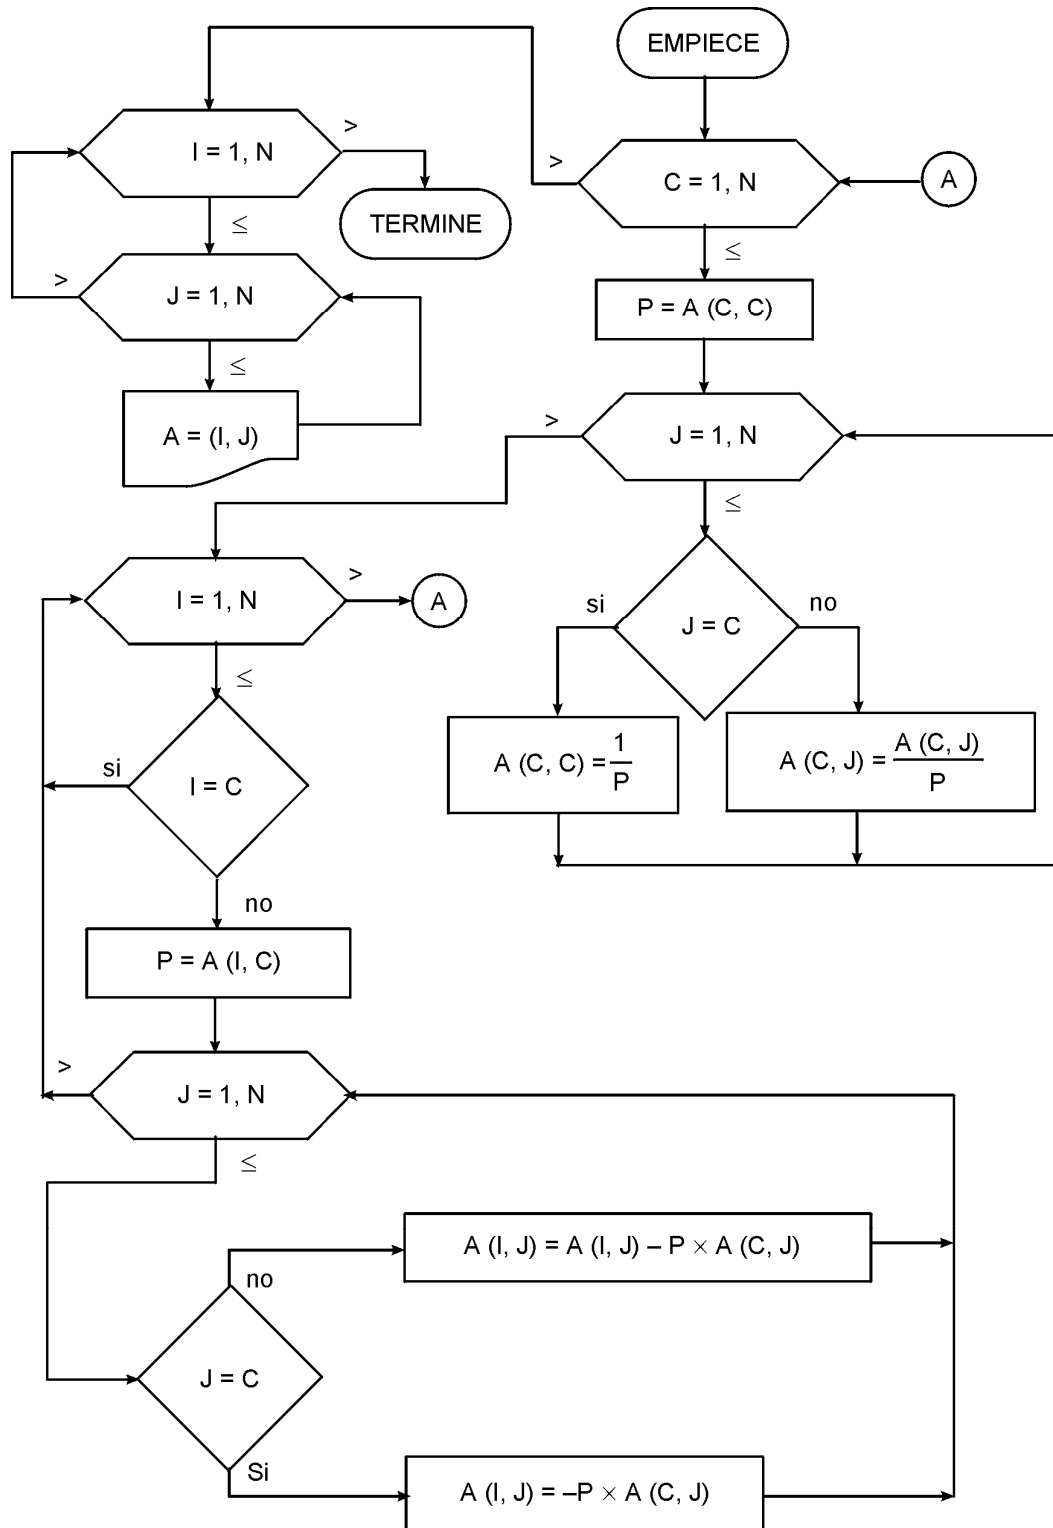 EMPIECE
C = 1, N
A
>
≤
P = A (C, C)
J = 1, N
>
≤
J = C
si
no
A (C, C) = 1/P
A (C, J) = A (C, J)/P
I = 1, N
>
TERMINE
≤
J = 1, N
>
≤
A = (I, J)
I = 1, N
>
A
≤
I = C
si
no
P = A (I, C)
J = 1, N
>
≤
J = C
no
A (I, J) = A (I, J) – P × A (C, J)
Si
A (I, J) = –P × A (C, J)